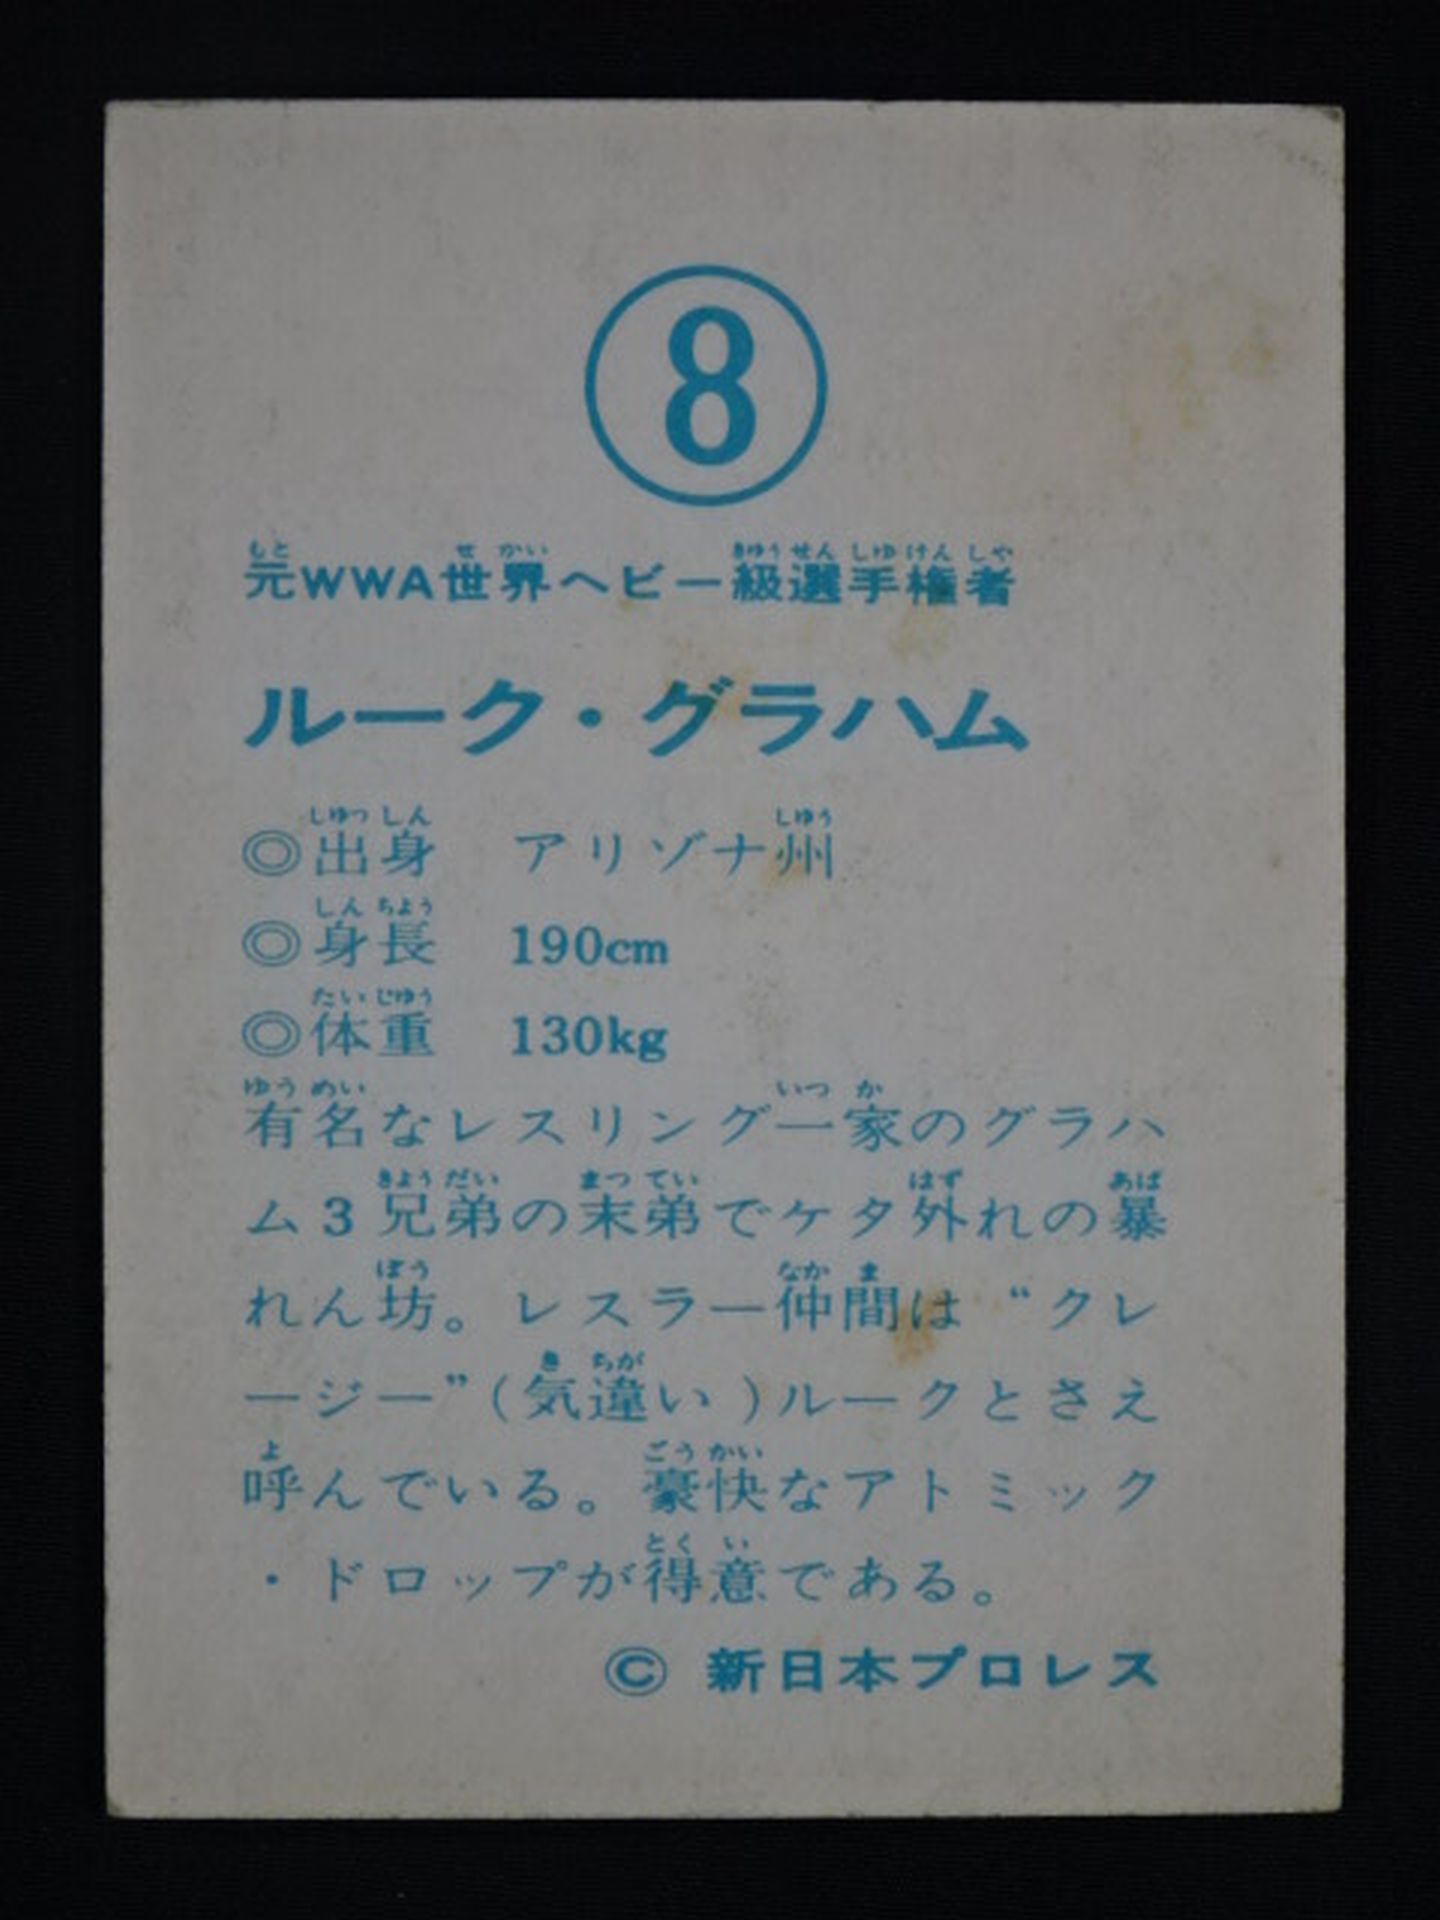 8
元WWA世界ヘビー級選手権者
ルーク・グラハム
◎出身 アリゾナ州
◎身長 190cm
◎体重 130kg
有名なレスリング一家のグラハ
ム3兄弟の末弟でケタ外れの暴
れん坊。レスラー仲間は“クレ
ージー”(気違い)ルークとさえ
呼んでいる。豪快なアトミック
・ドロップが得意である。
© 新日本プロレス